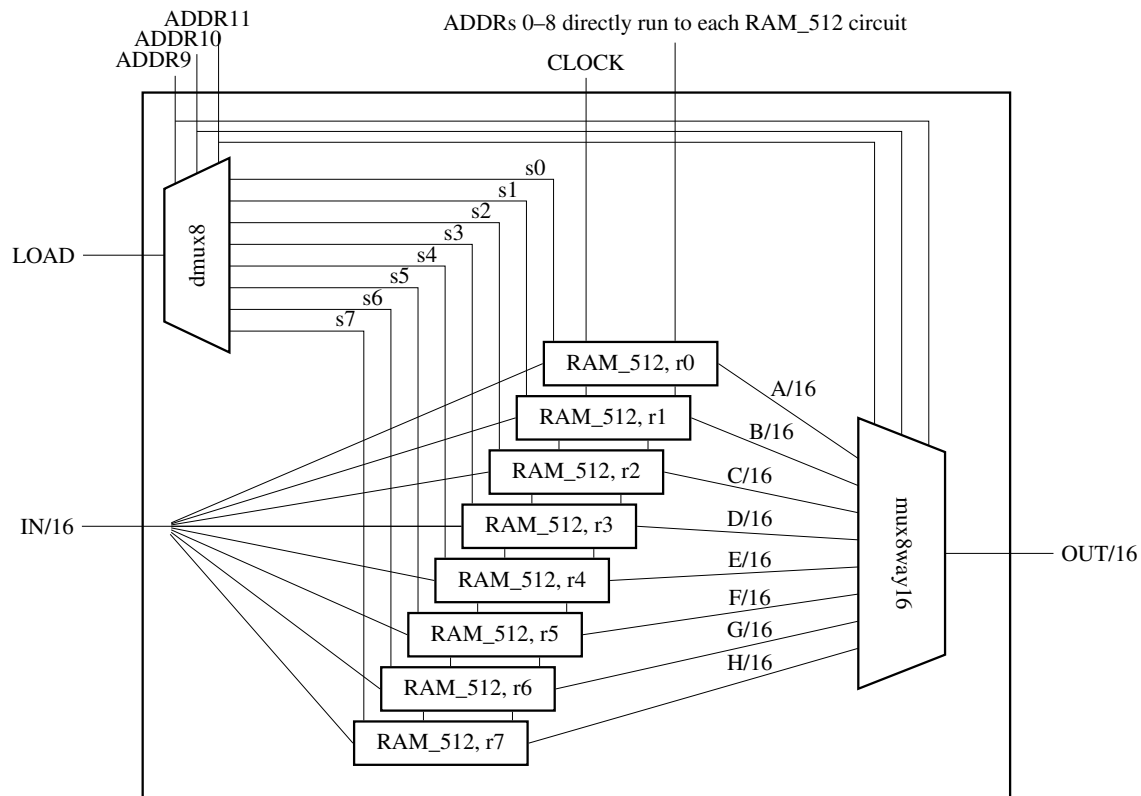 ADDR11
ADDR10
ADDR9
ADDRs 0–8 directly run to each RAM_512 circuit
CLOCK
s0
s1
s2
s3
s4
s5
s6
s7
LOAD
dmux8
RAM_512, r0
RAM_512, r1
RAM_512, r2
RAM_512, r3
RAM_512, r4
RAM_512, r5
RAM_512, r6
RAM_512, r7
IN/16
A/16
B/16
C/16
D/16
E/16
F/16
G/16
H/16
mux8way16
OUT/16